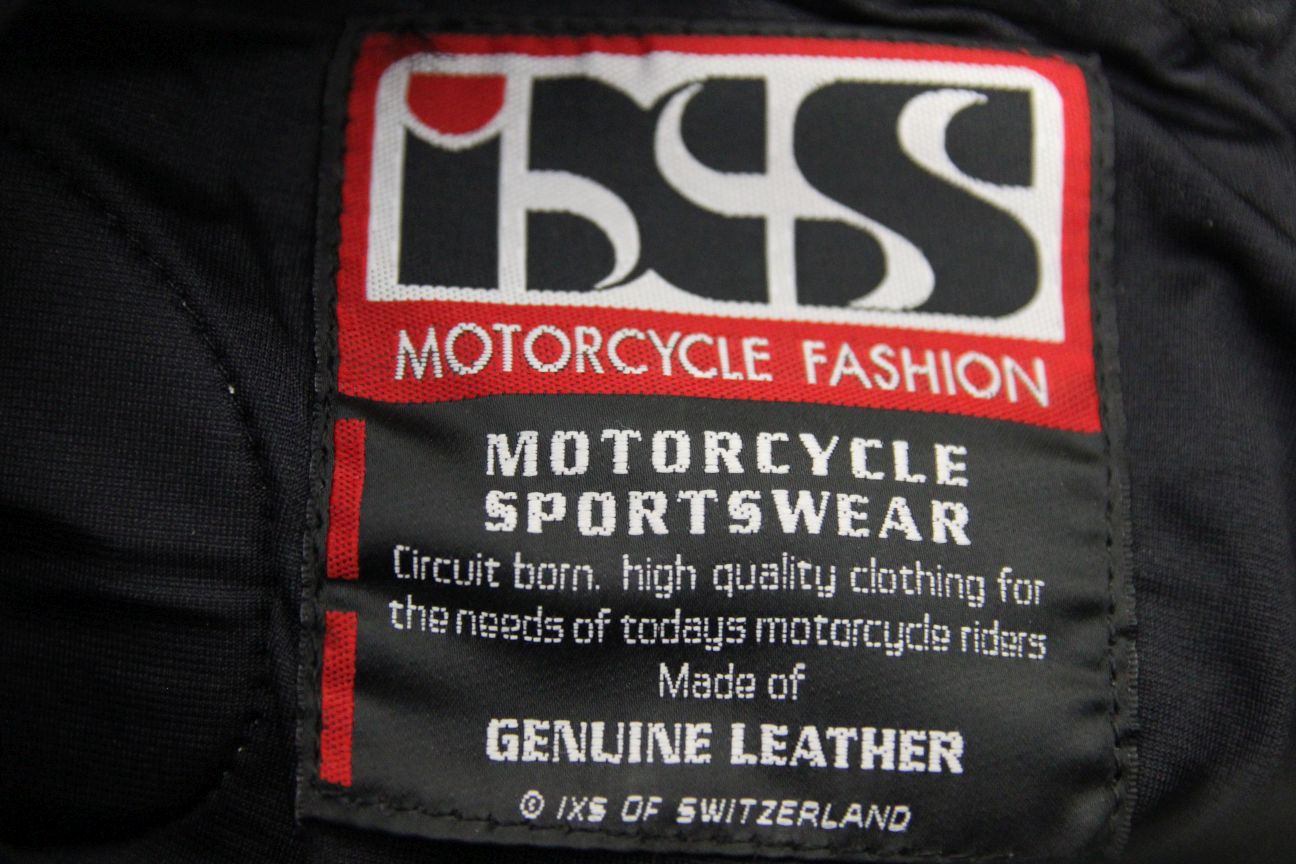 iXS
MOTORCYCLE FASHION
MOTORCYCLE
SPORTSWEAR
Circuit born. high quality clothing for
the needs of todays motorcycle riders
Made of
GENUINE LEATHER
© IXS OF SWITZERLAND